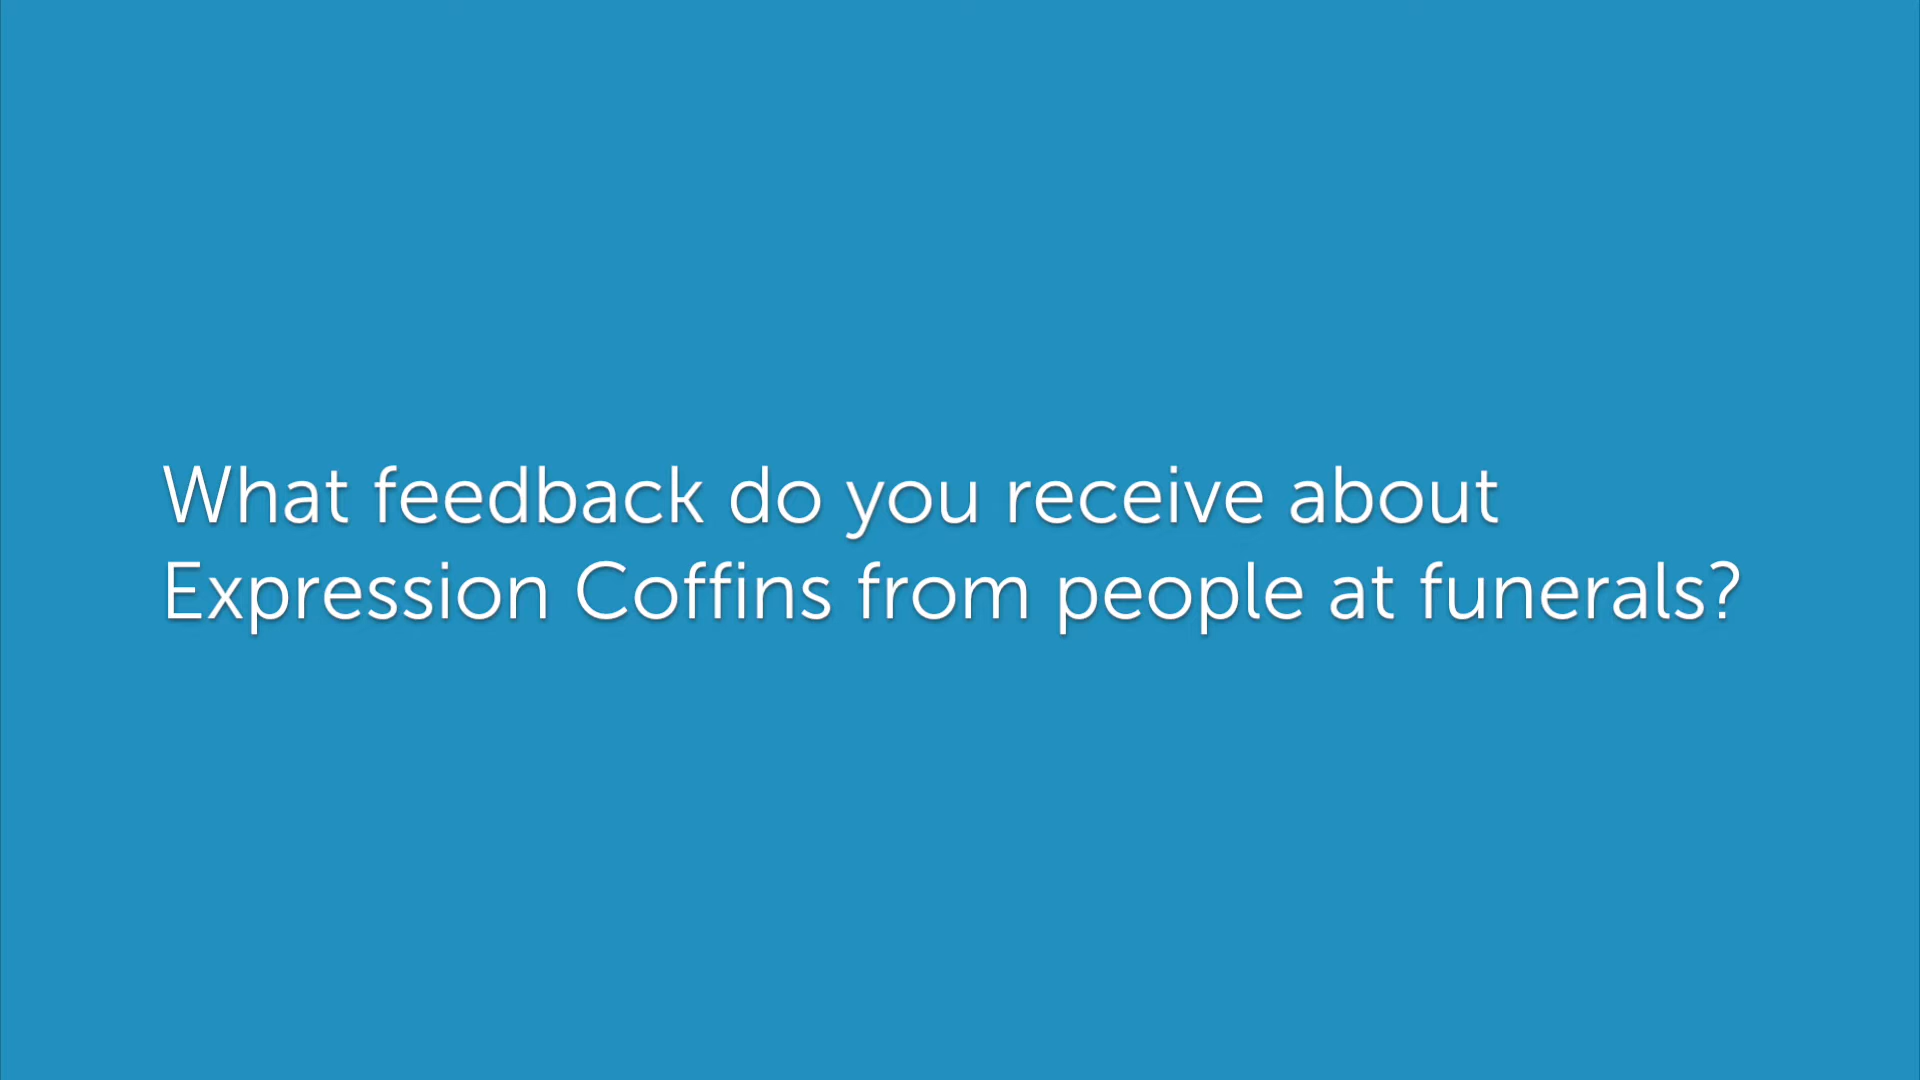 What feedback do you receive about
Expression Coffins from people at funerals?